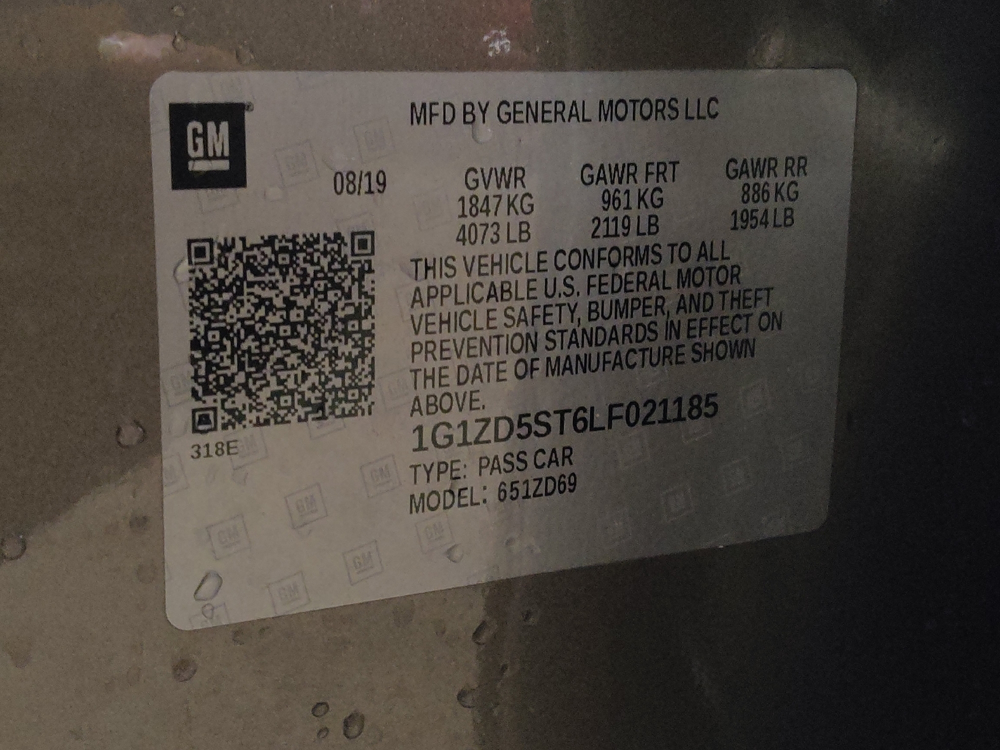 GM
MFD BY GENERAL MOTORS LLC
08/19
GVWR GAWR FRT GAWR RR
1847 KG 961 KG 886 KG
4073 LB 2119 LB 1954 LB
THIS VEHICLE CONFORMS TO ALL
APPLICABLE U.S. FEDERAL MOTOR
VEHICLE SAFETY, BUMPER, AND THEFT
PREVENTION STANDARDS IN EFFECT ON
THE DATE OF MANUFACTURE SHOWN
ABOVE.
318E
1G1ZD5ST6LF021185
TYPE: PASS CAR
MODEL: 651ZD69